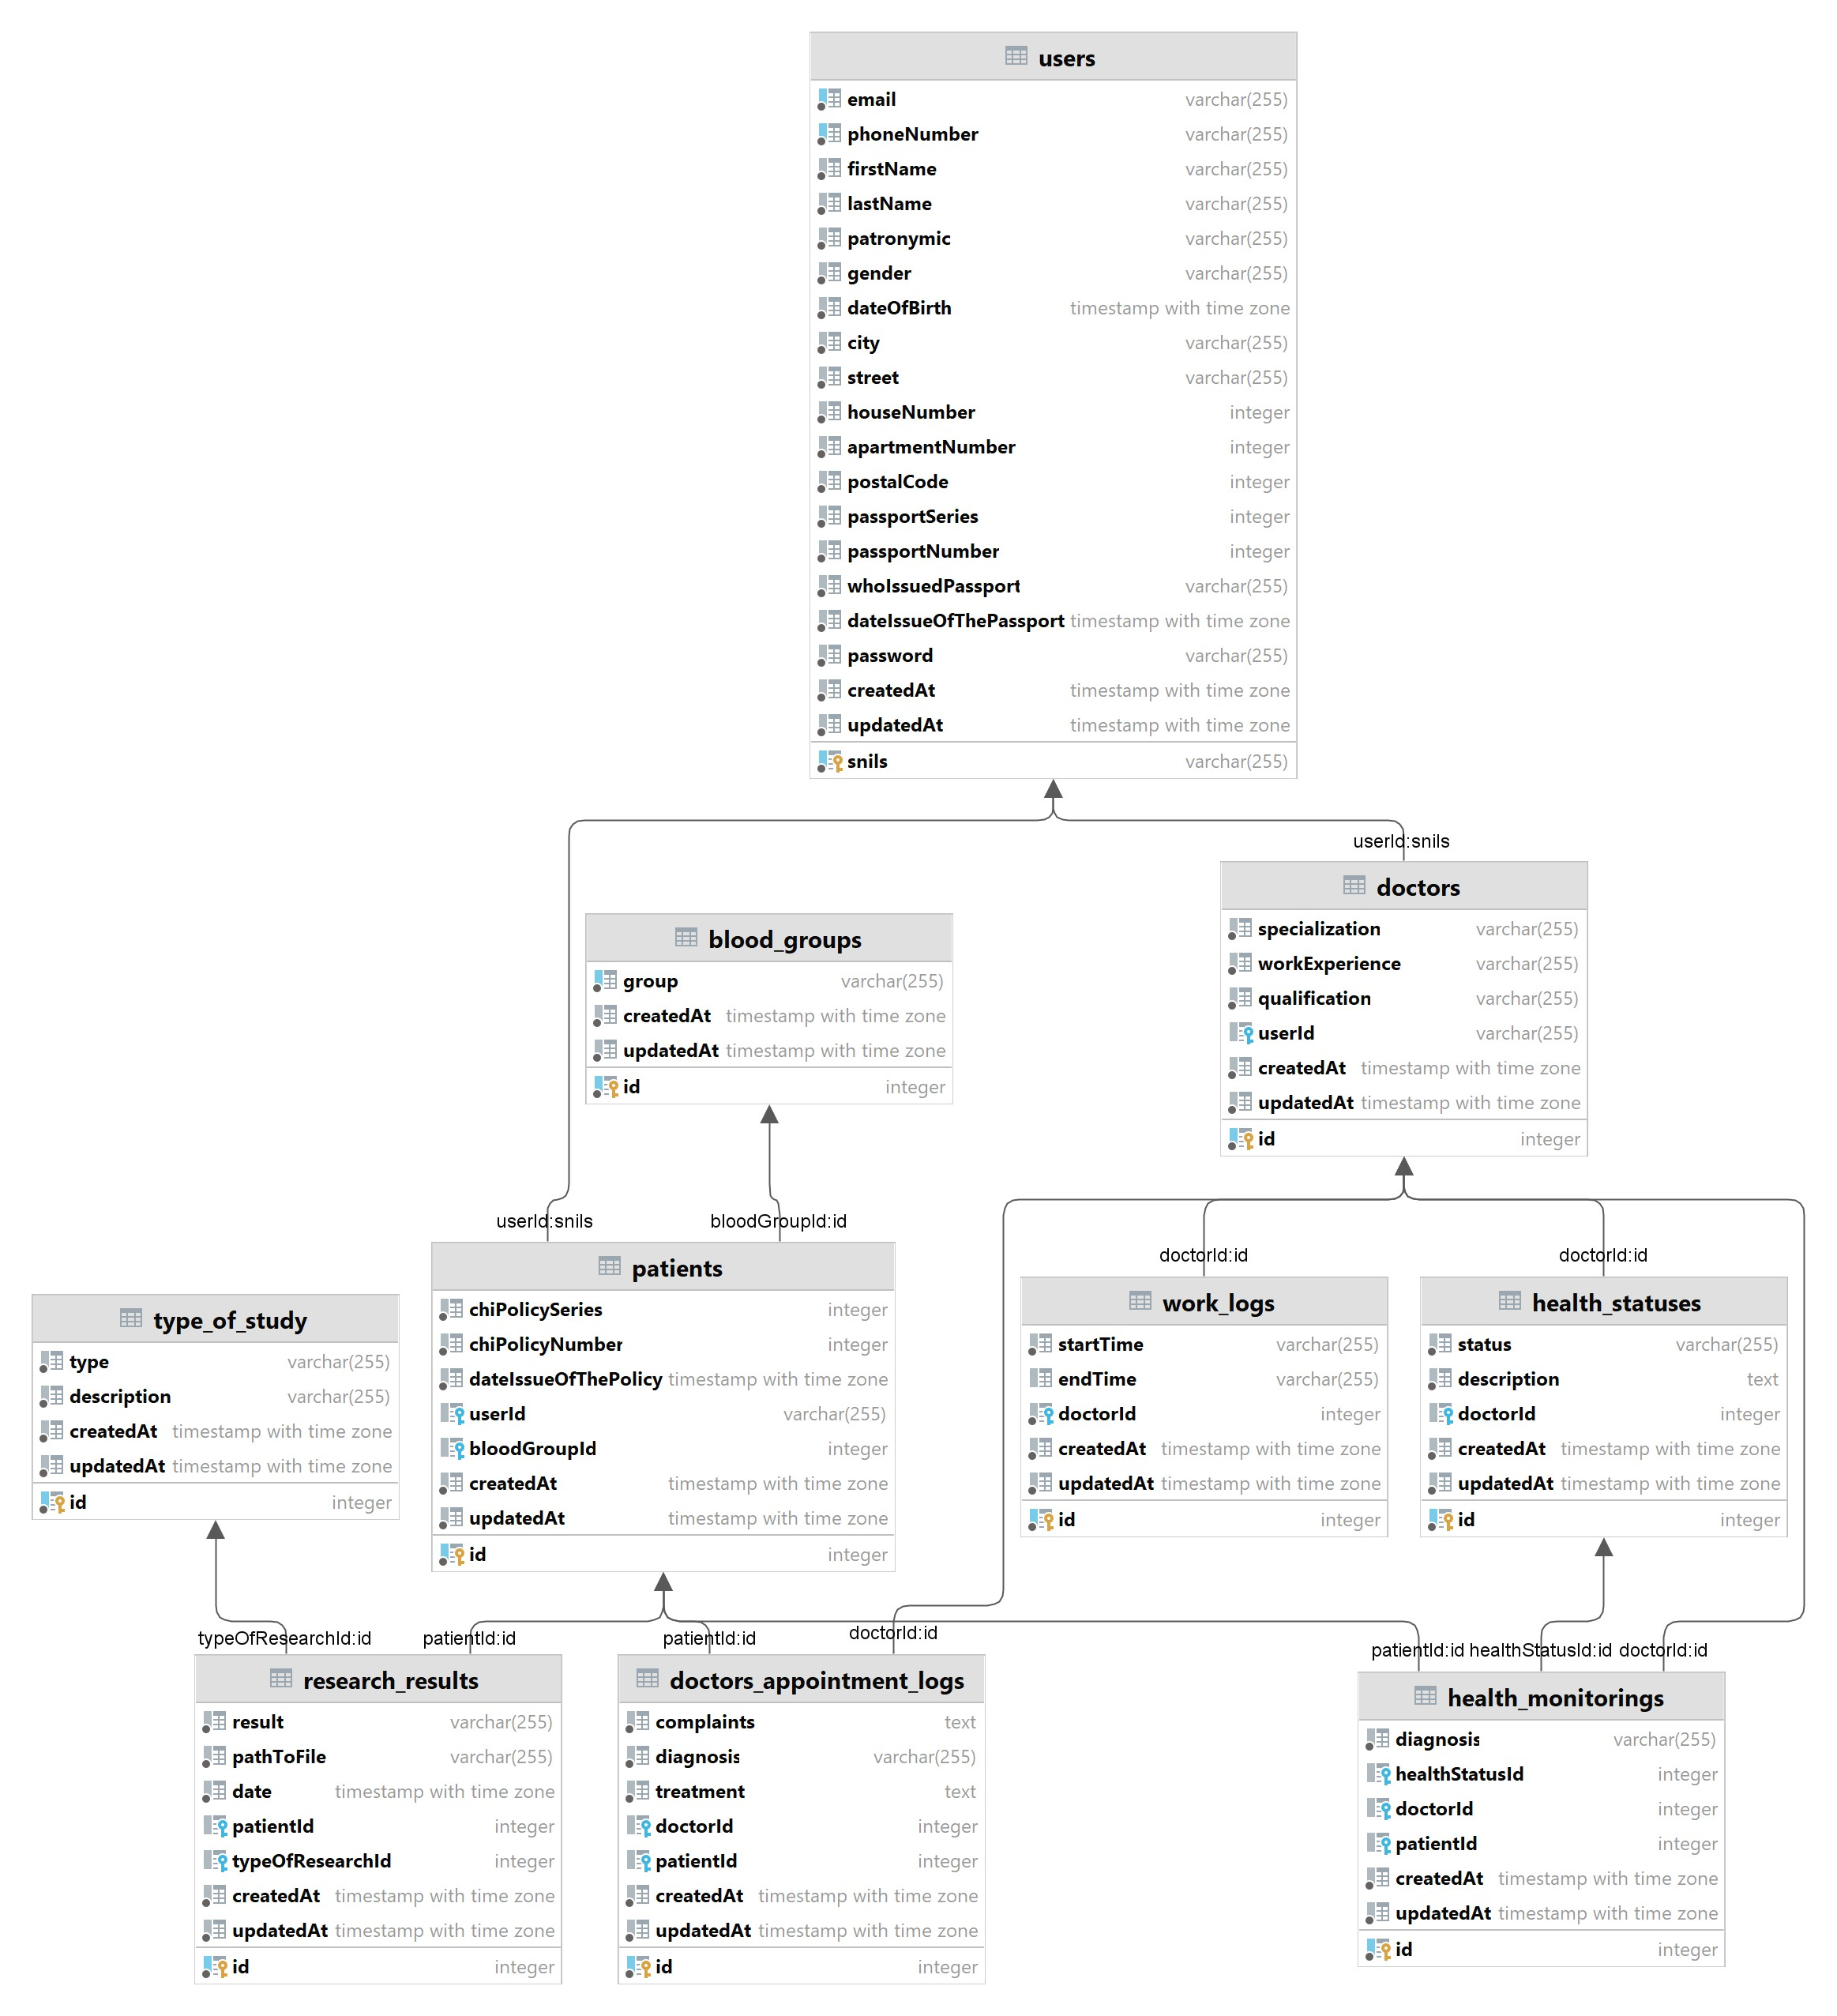 users
email varchar(255)
phoneNumber varchar(255)
firstName varchar(255)
lastName varchar(255)
patronymic varchar(255)
gender varchar(255)
dateOfBirth timestamp with time zone
city varchar(255)
street varchar(255)
houseNumber integer
apartmentNumber integer
postalCode integer
passportSeries integer
passportNumber integer
whoIssuedPassport varchar(255)
dateIssueOfThePassport timestamp with time zone
password varchar(255)
createdAt timestamp with time zone
updatedAt timestamp with time zone
snils varchar(255)
userId:snils
doctors
specialization varchar(255)
workExperience varchar(255)
qualification varchar(255)
userId varchar(255)
createdAt timestamp with time zone
updatedAt timestamp with time zone
id integer
blood_groups
group varchar(255)
createdAt timestamp with time zone
updatedAt timestamp with time zone
id integer
userId:snils
bloodGroupId:id
doctorId:id
doctorId:id
type_of_study
type varchar(255)
description varchar(255)
createdAt timestamp with time zone
updatedAt timestamp with time zone
id integer
patients
chiPolicySeries integer
chiPolicyNumber integer
dateIssueOfThePolicy timestamp with time zone
userId varchar(255)
bloodGroupId integer
createdAt timestamp with time zone
updatedAt timestamp with time zone
id integer
work_logs
startTime varchar(255)
endTime varchar(255)
doctorId integer
createdAt timestamp with time zone
updatedAt timestamp with time zone
id integer
health_statuses
status varchar(255)
description text
doctorId integer
createdAt timestamp with time zone
updatedAt timestamp with time zone
id integer
typeOfResearchId:id
patientId:id
patientId:id
doctorId:id
patientId:id
healthStatusId:id
doctorId:id
research_results
result varchar(255)
pathToFile varchar(255)
date timestamp with time zone
patientId integer
typeOfResearchId integer
createdAt timestamp with time zone
updatedAt timestamp with time zone
id integer
doctors_appointment_logs
complaints text
diagnosis varchar(255)
treatment text
doctorId integer
patientId integer
createdAt timestamp with time zone
updatedAt timestamp with time zone
id integer
health_monitorings
diagnosis varchar(255)
healthStatusId integer
doctorId integer
patientId integer
createdAt timestamp with time zone
updatedAt timestamp with time zone
id integer